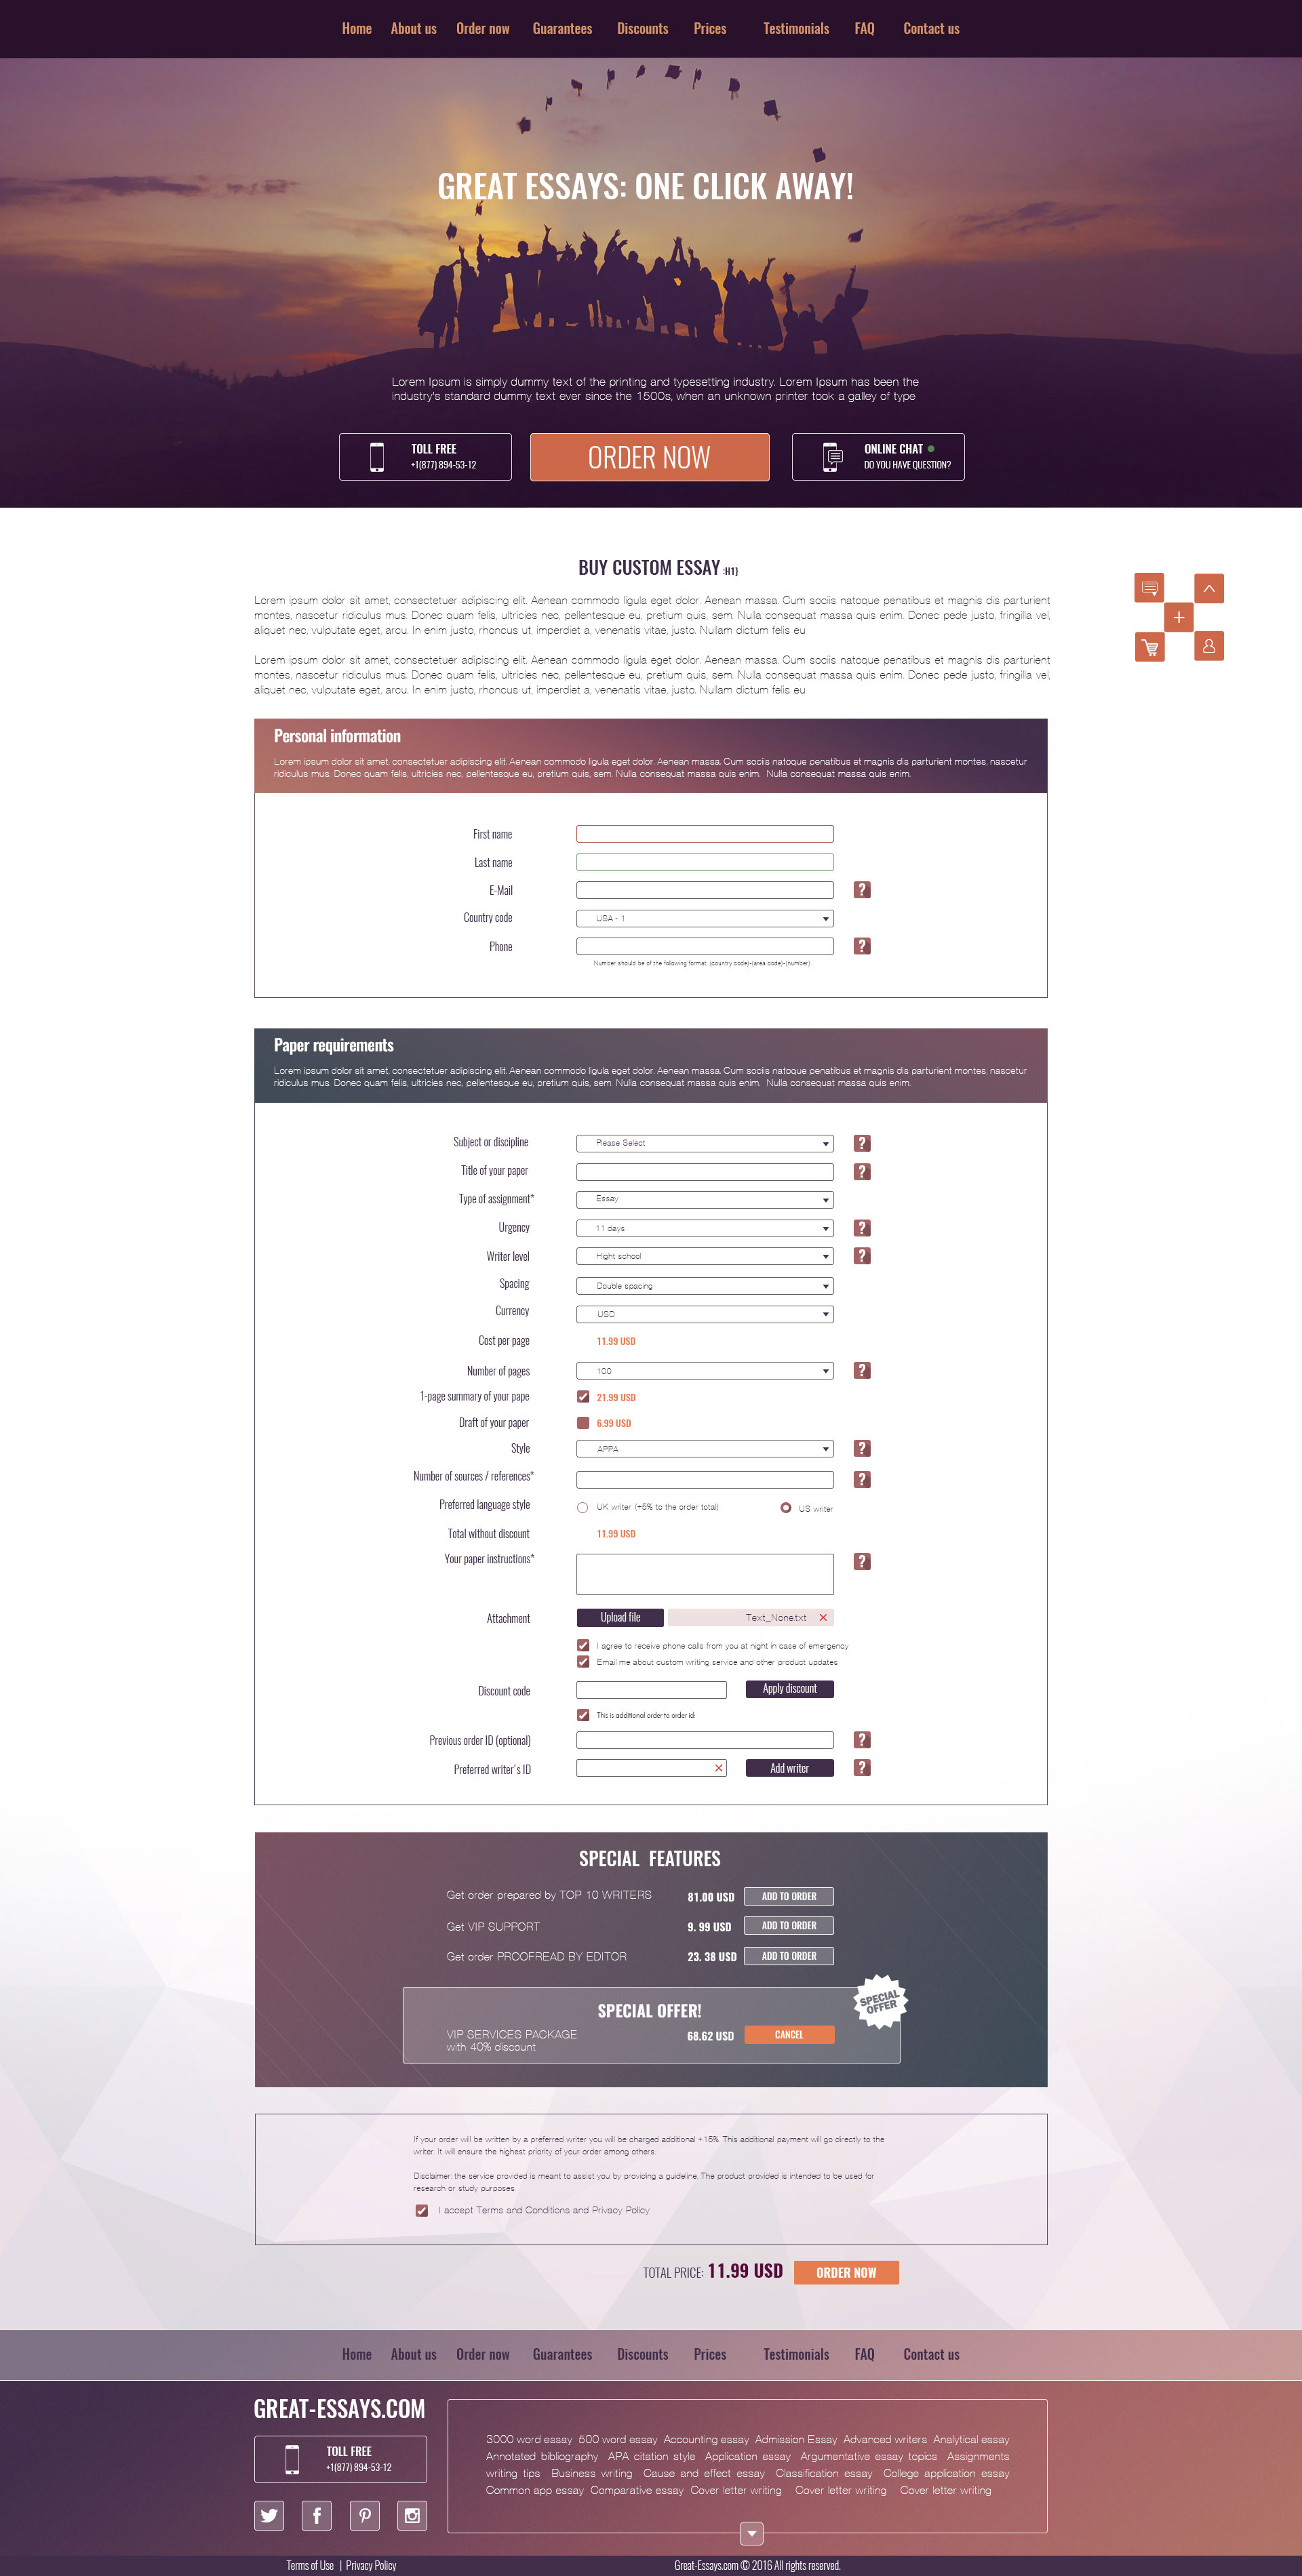 Home About us Order now Guarantees Discounts Prices Testimonials FAQ Contact us
GREAT ESSAYS: ONE CLICK AWAY!
Lorem Ipsum is simply dummy text of the printing and typesetting industry. Lorem Ipsum has been the
industry's standard dummy text ever since the 1500s, when an unknown printer took a galley of type
TOLL FREE
+1(877) 894-53-12
ORDER NOW
ONLINE CHAT
DO YOU HAVE QUESTION?
BUY CUSTOM ESSAY :H1}
Lorem ipsum dolor sit amet, consectetuer adipiscing elit. Aenean commodo ligula eget dolor. Aenean massa. Cum sociis natoque penatibus et magnis dis parturient
montes, nascetur ridiculus mus. Donec quam felis, ultricies nec, pellentesque eu, pretium quis, sem. Nulla consequat massa quis enim. Donec pede justo, fringilla vel,
aliquet nec, vulputate eget, arcu. In enim justo, rhoncus ut, imperdiet a, venenatis vitae, justo. Nullam dictum felis eu
Lorem ipsum dolor sit amet, consectetuer adipiscing elit. Aenean commodo ligula eget dolor. Aenean massa. Cum sociis natoque penatibus et magnis dis parturient
montes, nascetur ridiculus mus. Donec quam felis, ultricies nec, pellentesque eu, pretium quis, sem. Nulla consequat massa quis enim. Donec pede justo, fringilla vel,
aliquet nec, vulputate eget, arcu. In enim justo, rhoncus ut, imperdiet a, venenatis vitae, justo. Nullam dictum felis eu
Personal information
Lorem ipsum dolor sit amet, consectetuer adipiscing elit. Aenean commodo ligula eget dolor. Aenean massa. Cum sociis natoque penatibus et magnis dis parturient montes, nascetur
ridiculus mus. Donec quam felis, ultricies nec, pellentesque eu, pretium quis, sem. Nulla consequat massa quis enim. Nulla consequat massa quis enim.
First name
Last name
E-Mail ?
Country code USA - 1
Phone ?
Number should be of the following format: (country code)-(area code)-(number)
Paper requirements
Lorem ipsum dolor sit amet, consectetuer adipiscing elit. Aenean commodo ligula eget dolor. Aenean massa. Cum sociis natoque penatibus et magnis dis parturient montes, nascetur
ridiculus mus. Donec quam felis, ultricies nec, pellentesque eu, pretium quis, sem. Nulla consequat massa quis enim. Nulla consequat massa quis enim.
Subject or discipline Please Select ?
Title of your paper ?
Type of assignment* Essay
Urgency 11 days ?
Writer level Hight school ?
Spacing Double spacing
Currency USD
Cost per page 11.99 USD
Number of pages 100 ?
1-page summary of your pape 21.99 USD
Draft of your paper 6.99 USD
Style APPA ?
Number of sources / references* ?
Preferred language style UK writer (+5% to the order total) US writer
Total without discount 11.99 USD
Your paper instructions* ?
Attachment Upload file Text_None.txt
I agree to receive phone calls from you at night in case of emergency
Email me about custom writing service and other product updates
Discount code Apply discount
This is additional order to order id:
Previous order ID (optional) ?
Preferred writer's ID Add writer ?
SPECIAL FEATURES
Get order prepared by TOP 10 WRITERS 81.00 USD ADD TO ORDER
Get VIP SUPPORT 9. 99 USD ADD TO ORDER
Get order PROOFREAD BY EDITOR 23. 38 USD ADD TO ORDER
SPECIAL OFFER
SPECIAL OFFER!
VIP SERVICES PACKAGE 68.62 USD CANCEL
with 40% discount
If your order will be written by a preferred writer you will be charged additional +15%. This additional payment will go directly to the
writer. It will ensure the highest priority of your order among others.
Disclaimer: the service provided is meant to assist you by providing a guideline. The product provided is intended to be used for
research or study purposes.
I accept Terms and Conditions and Privacy Policy
TOTAL PRICE: 11.99 USD ORDER NOW
Home About us Order now Guarantees Discounts Prices Testimonials FAQ Contact us
GREAT-ESSAYS.COM
TOLL FREE
+1(877) 894-53-12
3000 word essay 500 word essay Accounting essay Admission Essay Advanced writers Analytical essay
Annotated bibliography APA citation style Application essay Argumentative essay topics Assignments
writing tips Business writing Cause and effect essay Classification essay College application essay
Common app essay Comparative essay Cover letter writing Cover letter writing Cover letter writing
Terms of Use | Privacy Policy
Great-Essays.com © 2016 All rights reserved.